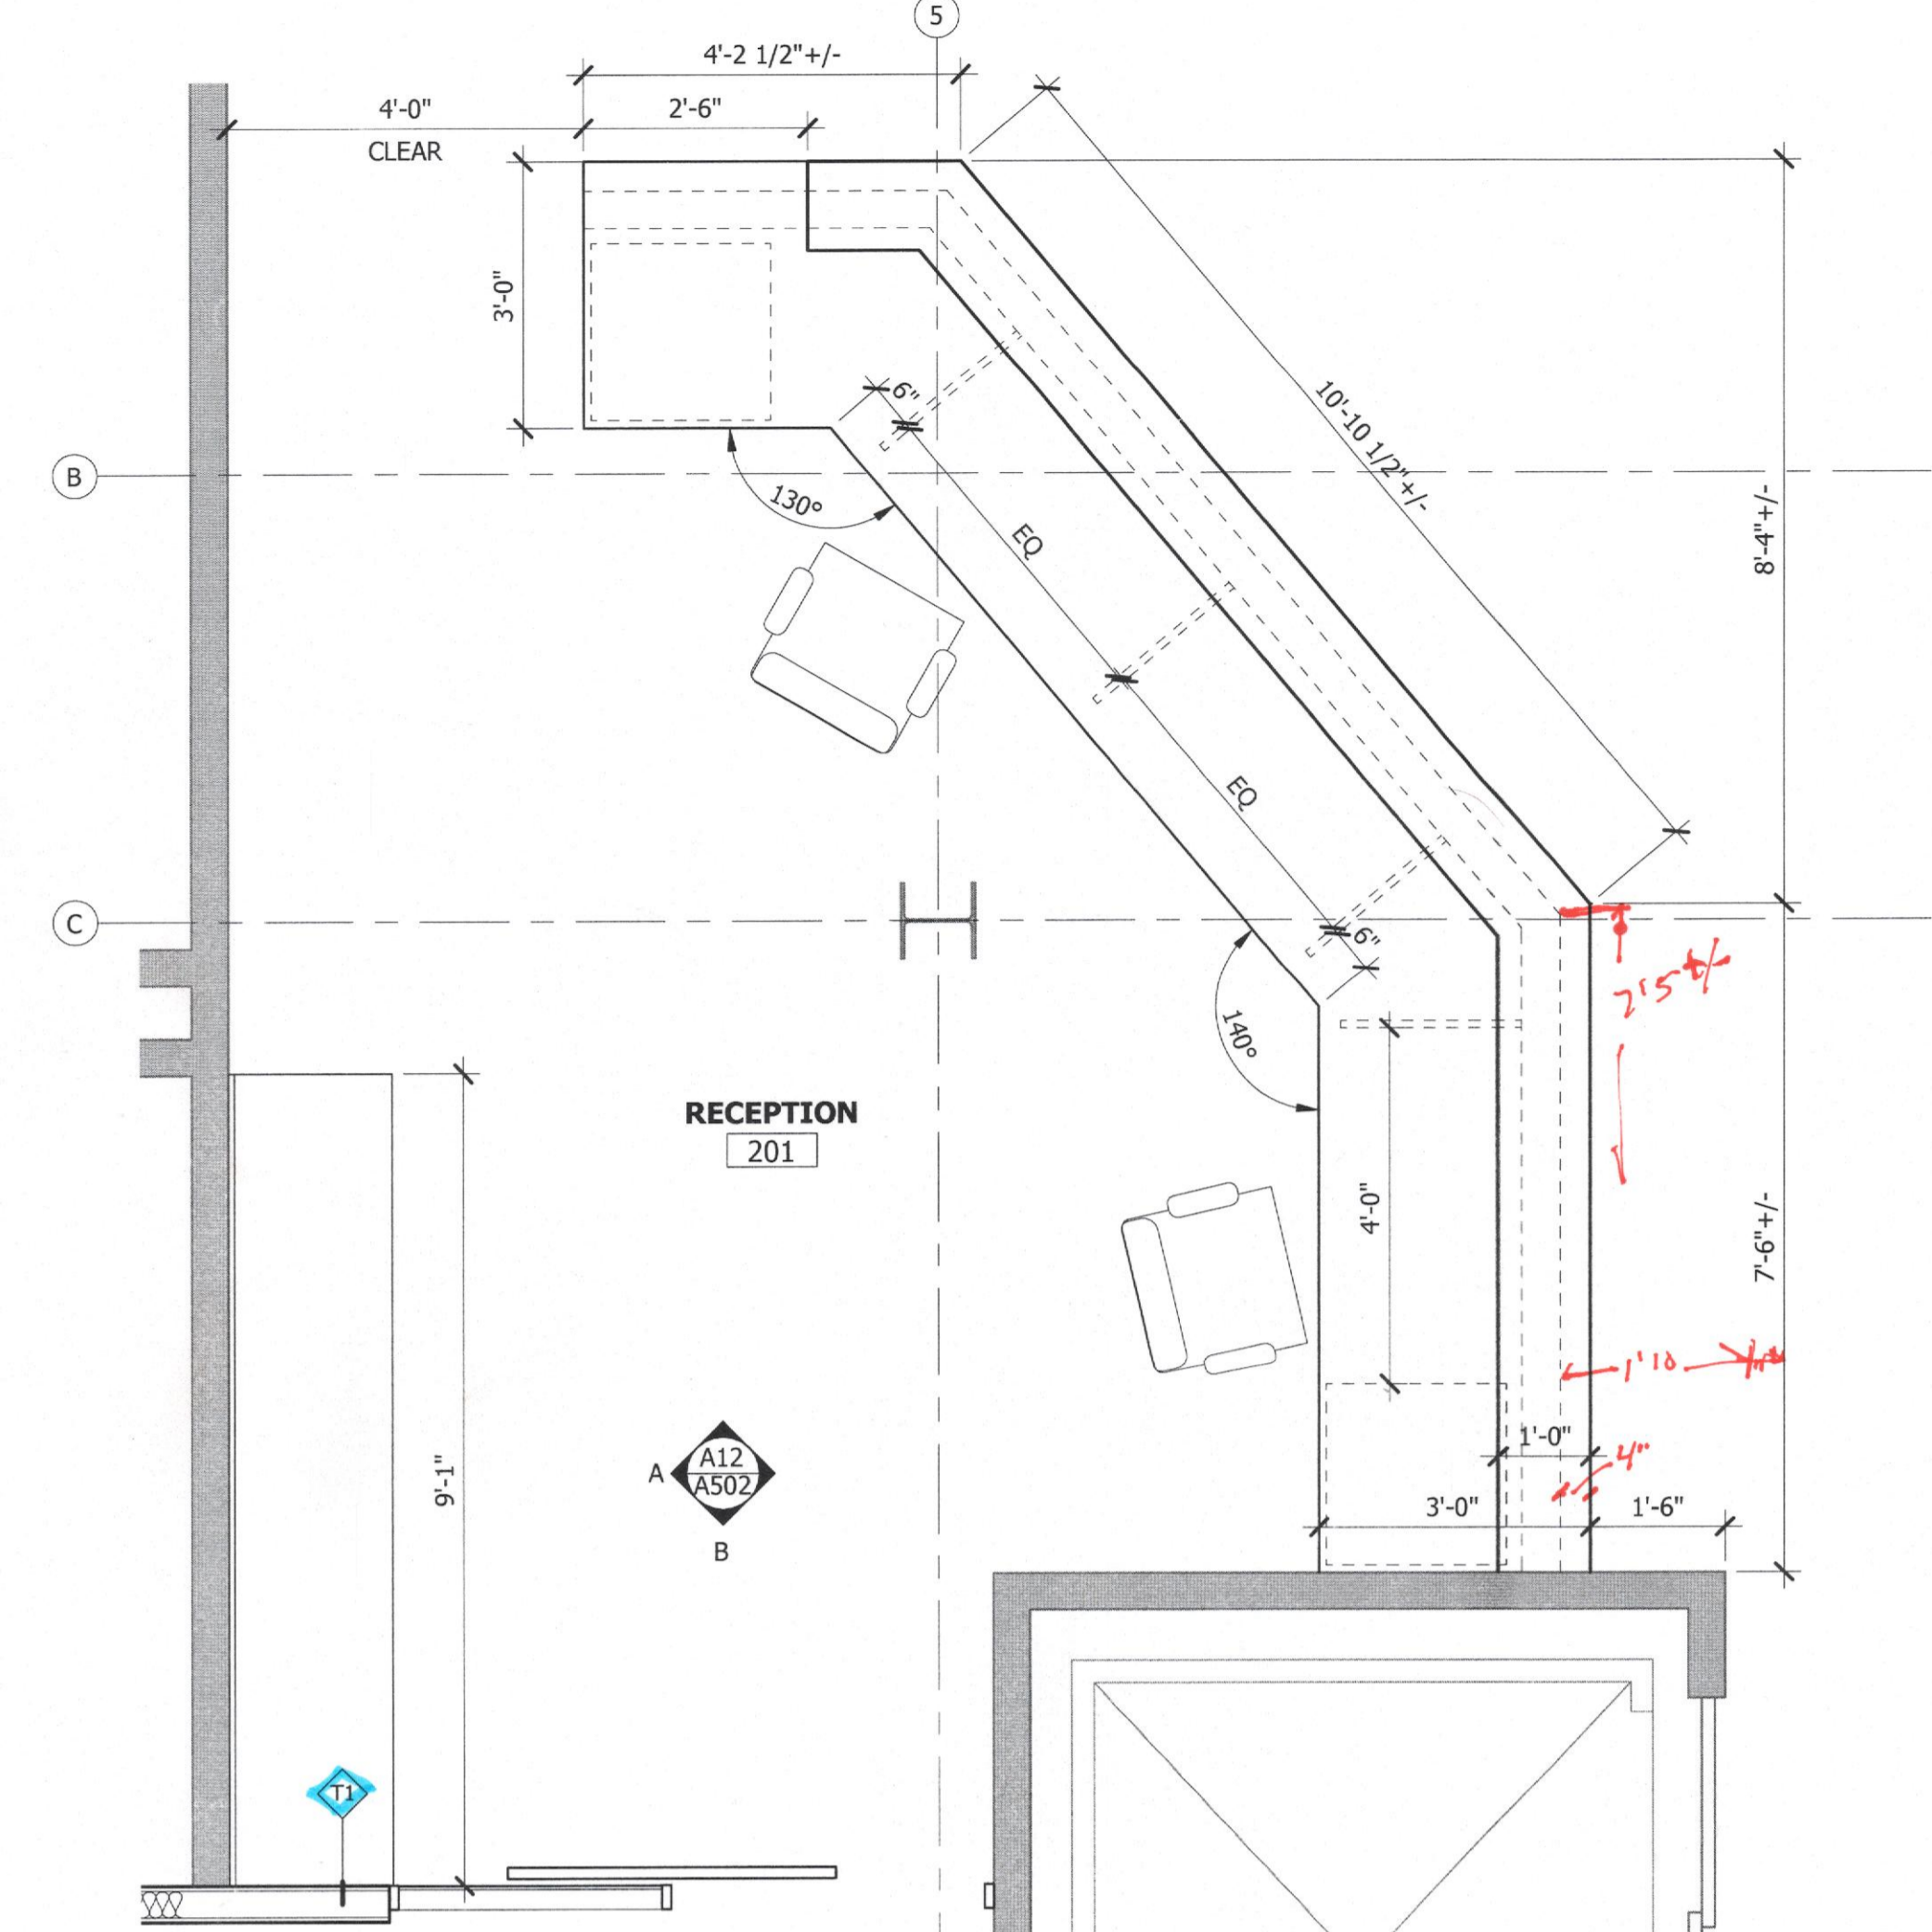 5
4'-2 1/2"+/-
4'-0"
2'-6"
CLEAR
3'-0"
6"
10'-10 1/2"+/-
B
130°
8'-4"+/-
EQ
EQ
C
6"
7'5 +/-
140°
RECEPTION
201
4'-0"
7'-6"+/-
1'10
1'-0"
4"
A
A12
A502
9'-1"
3'-0"
1'-6"
B
T1